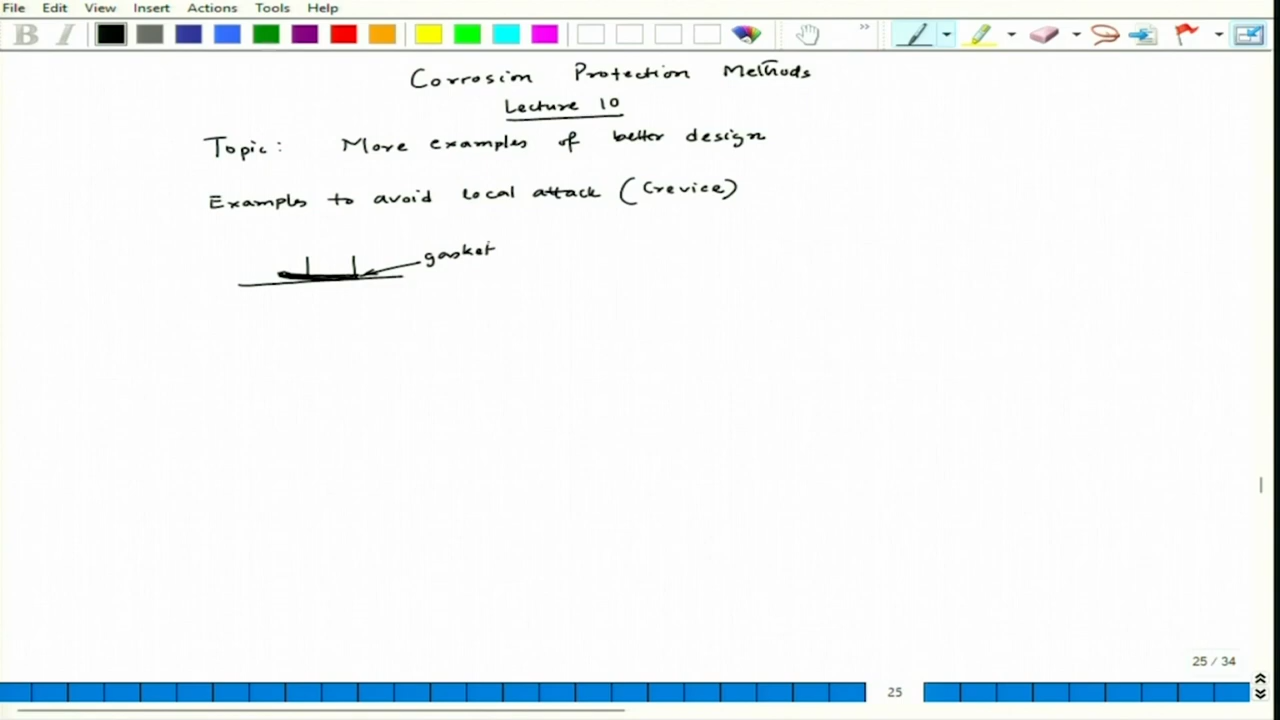 File Edit View Insert Actions Tools Help
B I
Corrosion Protection Methods
Lecture 10
Topic: More examples of better design
Examples to avoid local attack (Crevice)
gasket
25 / 34
25